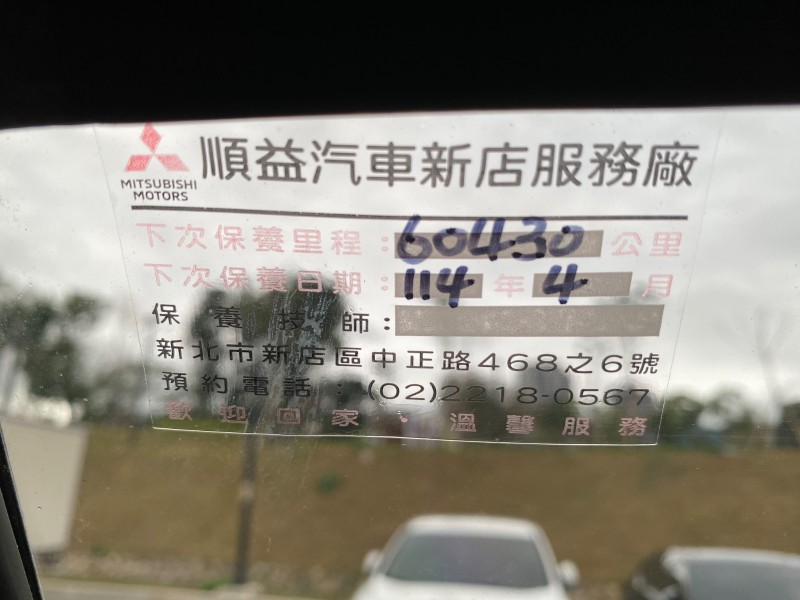 順益汽車新店服務廠
MITSUBISHI
MOTORS
下次保養里程：60430 公里
下次保養日期：114 年 4 月
保養技師：
新北市新店區中正路468之6號
預約電話：(02)2218-0567
歡迎回家・溫馨服務